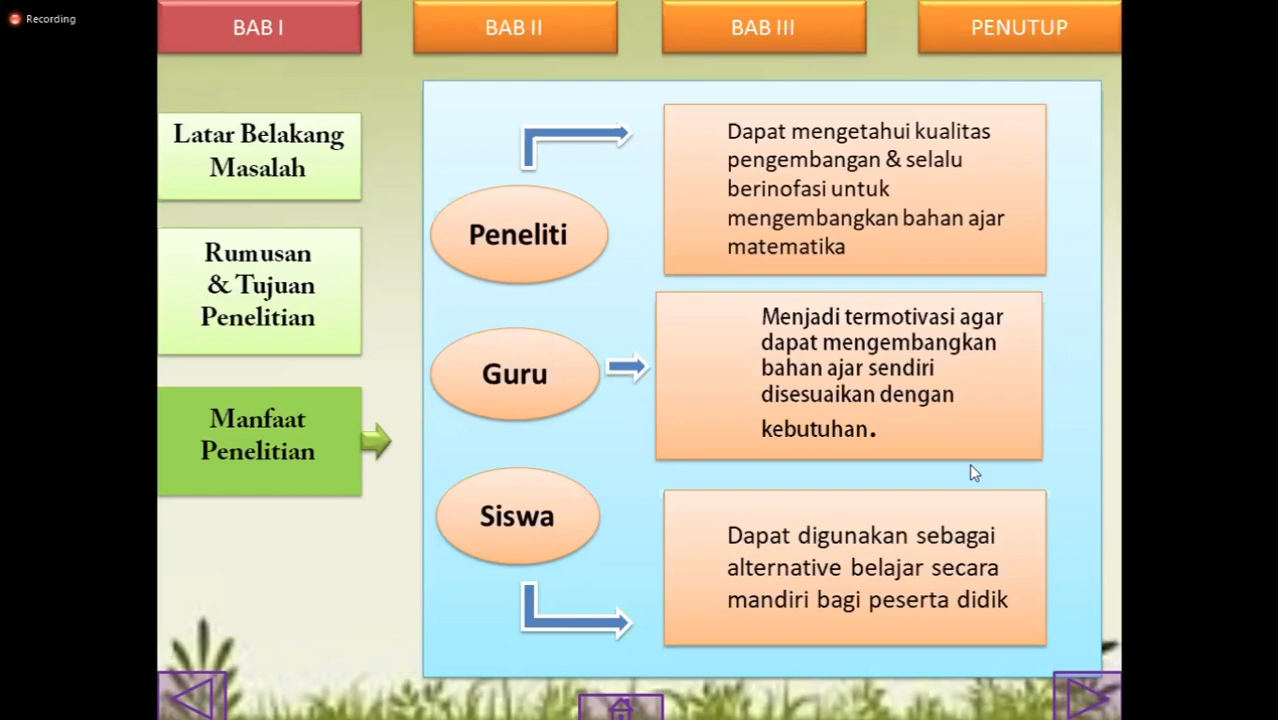 Recording
BAB I
BAB II
BAB III
PENUTUP
Latar Belakang
Masalah
Rumusan
& Tujuan
Penelitian
Manfaat
Penelitian
Peneliti
Dapat mengetahui kualitas
pengembangan & selalu
berinofasi untuk
mengembangkan bahan ajar
matematika
Guru
Menjadi termotivasi agar
dapat mengembangkan
bahan ajar sendiri
disesuaikan dengan
kebutuhan.
Siswa
Dapat digunakan sebagai
alternative belajar secara
mandiri bagi peserta didik